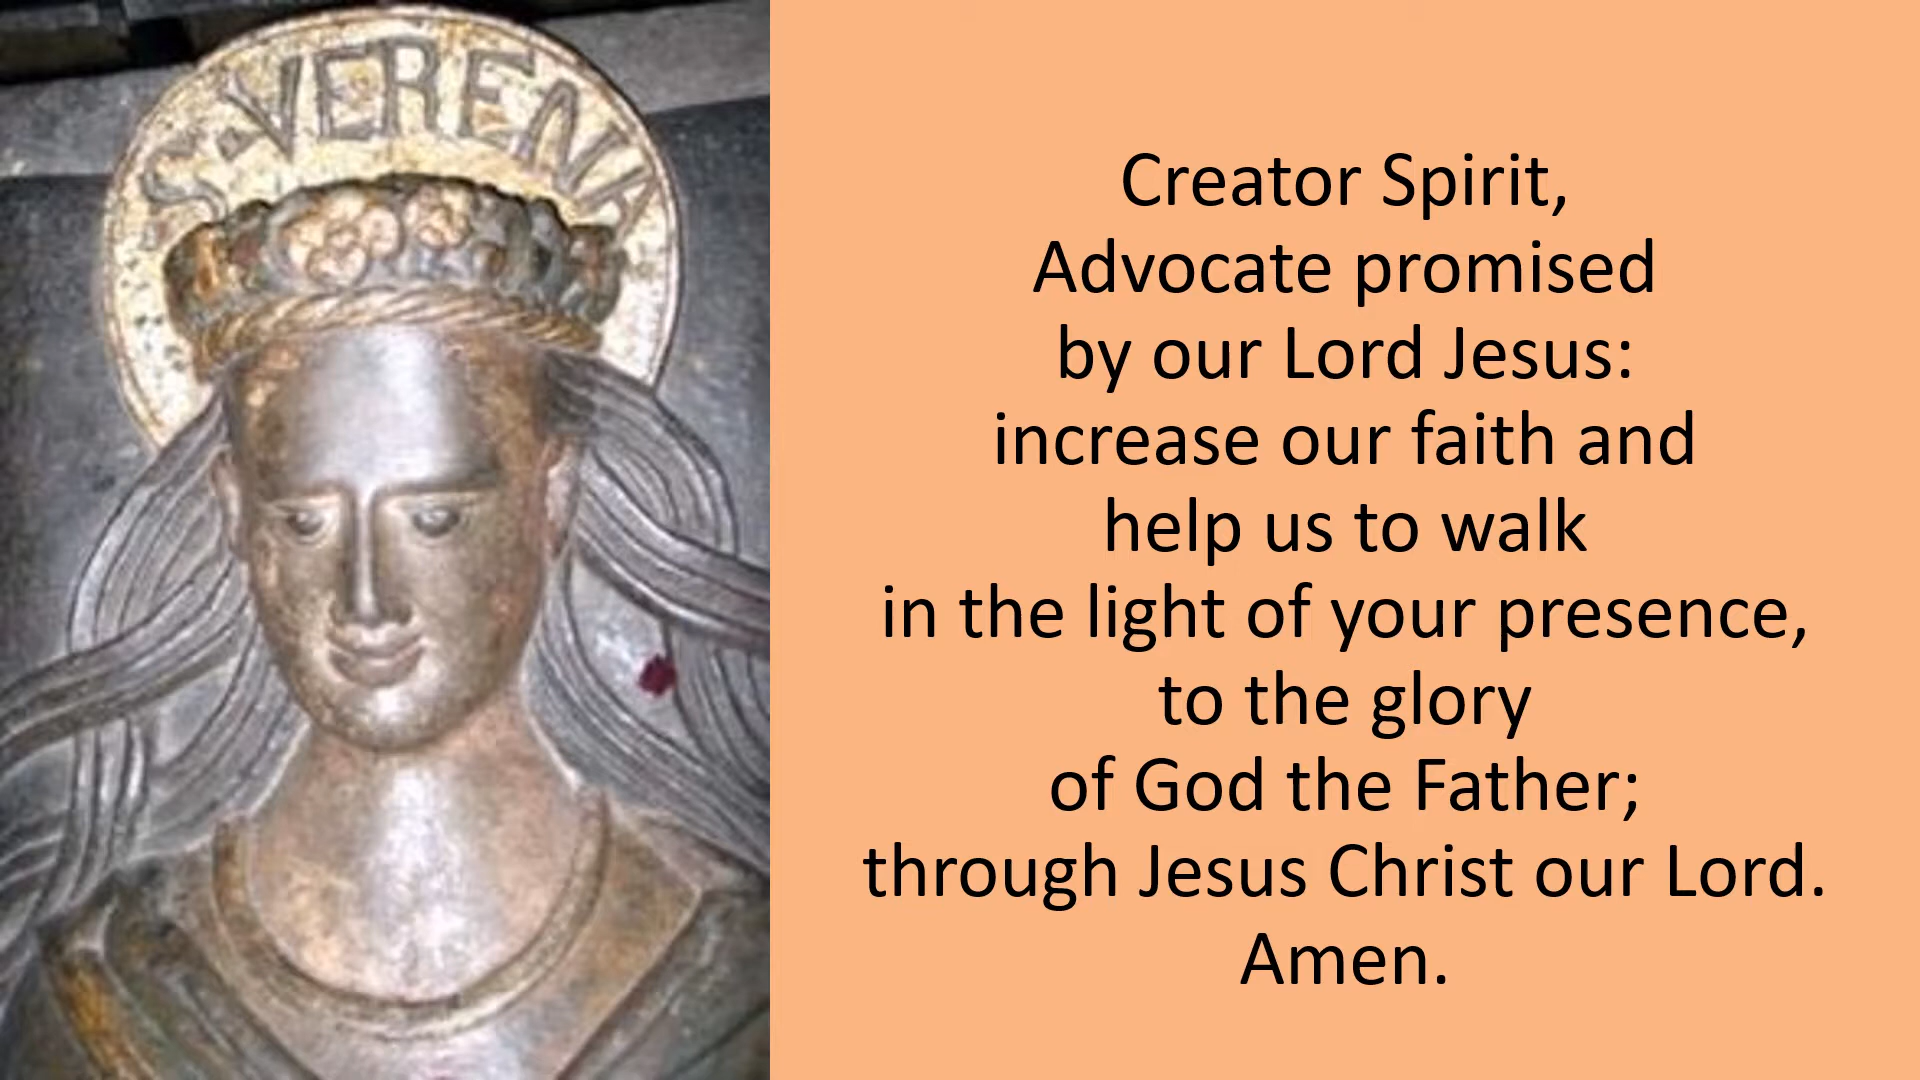 S·VERENA
Creator Spirit,
Advocate promised
by our Lord Jesus:
increase our faith and
help us to walk
in the light of your presence,
to the glory
of God the Father;
through Jesus Christ our Lord.
Amen.